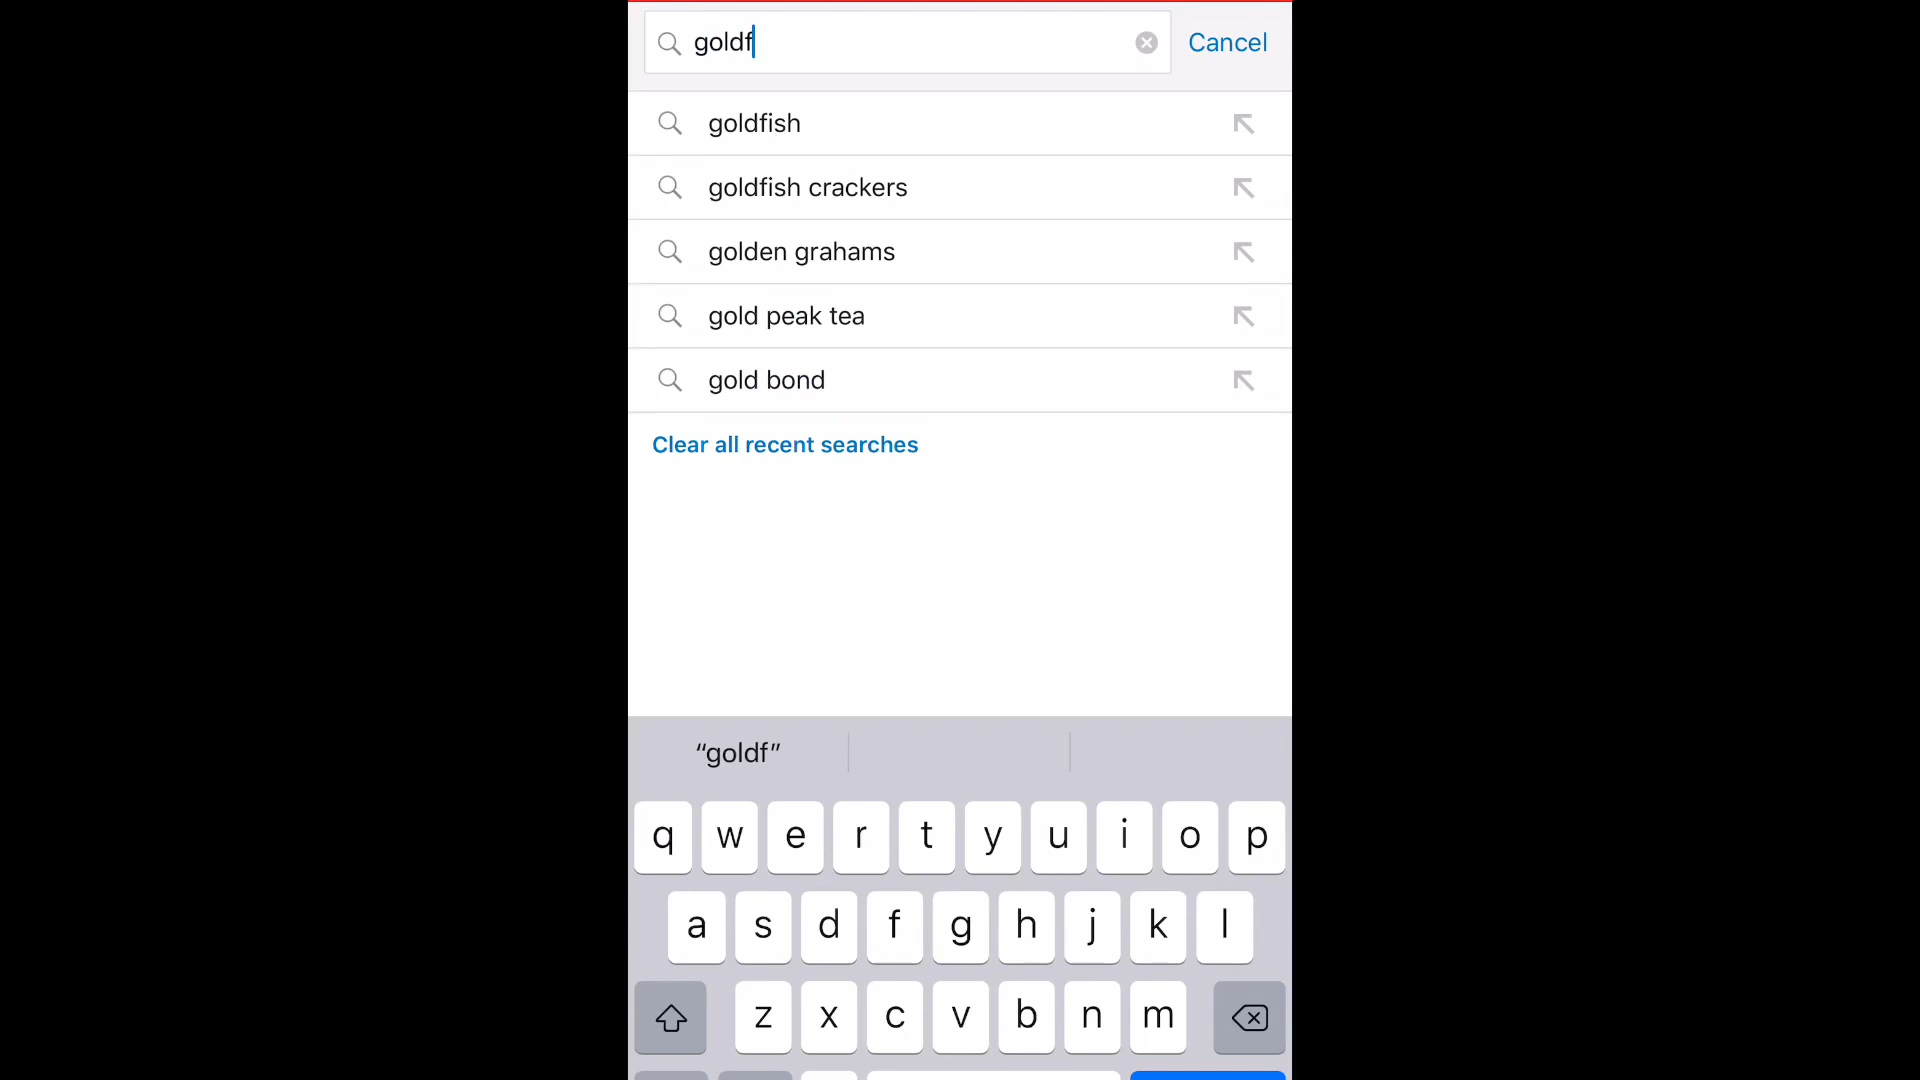 goldf
Cancel
goldfish
goldfish crackers
golden grahams
gold peak tea
gold bond
Clear all recent searches
“goldf”
q w e r t y u i o p
a s d f g h j k l
z x c v b n m